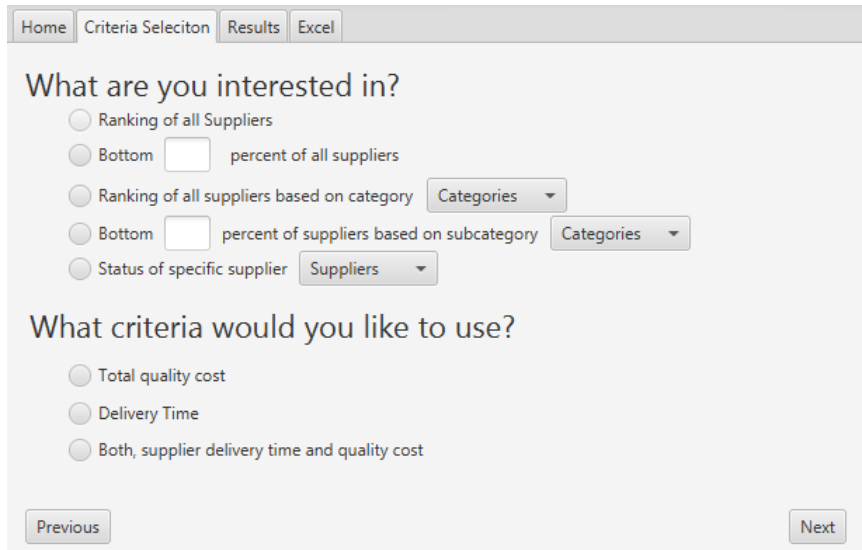 Home Criteria Seleciton Results Excel
What are you interested in?
Ranking of all Suppliers
Bottom percent of all suppliers
Ranking of all suppliers based on category Categories
Bottom percent of suppliers based on subcategory Categories
Status of specific supplier Suppliers
What criteria would you like to use?
Total quality cost
Delivery Time
Both, supplier delivery time and quality cost
Previous Next